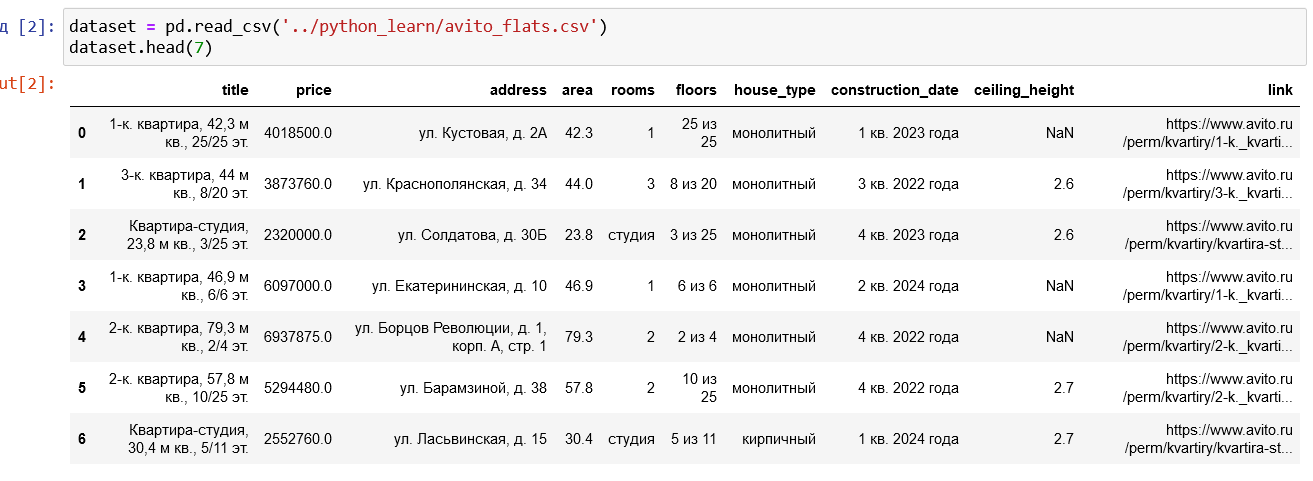 д [2]: dataset = pd.read_csv('../python_learn/avito_flats.csv')
dataset.head(7)
ut[2]:
title price address area rooms floors house_type construction_date ceiling_height link
0 1-к. квартира, 42,3 м кв., 25/25 эт. 4018500.0 ул. Кустовая, д. 2А 42.3 1 25 из 25 монолитный 1 кв. 2023 года NaN https://www.avito.ru/perm/kvartiry/1-k._kvarti...
1 3-к. квартира, 44 м кв., 8/20 эт. 3873760.0 ул. Краснополянская, д. 34 44.0 3 8 из 20 монолитный 3 кв. 2022 года 2.6 https://www.avito.ru/perm/kvartiry/3-k._kvarti...
2 Квартира-студия, 23,8 м кв., 3/25 эт. 2320000.0 ул. Солдатова, д. 30Б 23.8 студия 3 из 25 монолитный 4 кв. 2023 года 2.6 https://www.avito.ru/perm/kvartiry/kvartira-st...
3 1-к. квартира, 46,9 м кв., 6/6 эт. 6097000.0 ул. Екатерининская, д. 10 46.9 1 6 из 6 монолитный 2 кв. 2024 года NaN https://www.avito.ru/perm/kvartiry/1-k._kvarti...
4 2-к. квартира, 79,3 м кв., 2/4 эт. 6937875.0 ул. Борцов Революции, д. 1, корп. А, стр. 1 79.3 2 2 из 4 монолитный 4 кв. 2022 года NaN https://www.avito.ru/perm/kvartiry/2-k._kvarti...
5 2-к. квартира, 57,8 м кв., 10/25 эт. 5294480.0 ул. Барамзиной, д. 38 57.8 2 10 из 25 монолитный 4 кв. 2022 года 2.7 https://www.avito.ru/perm/kvartiry/2-k._kvarti...
6 Квартира-студия, 30,4 м кв., 5/11 эт. 2552760.0 ул. Ласьвинская, д. 15 30.4 студия 5 из 11 кирпичный 1 кв. 2024 года 2.7 https://www.avito.ru/perm/kvartiry/kvartira-st...